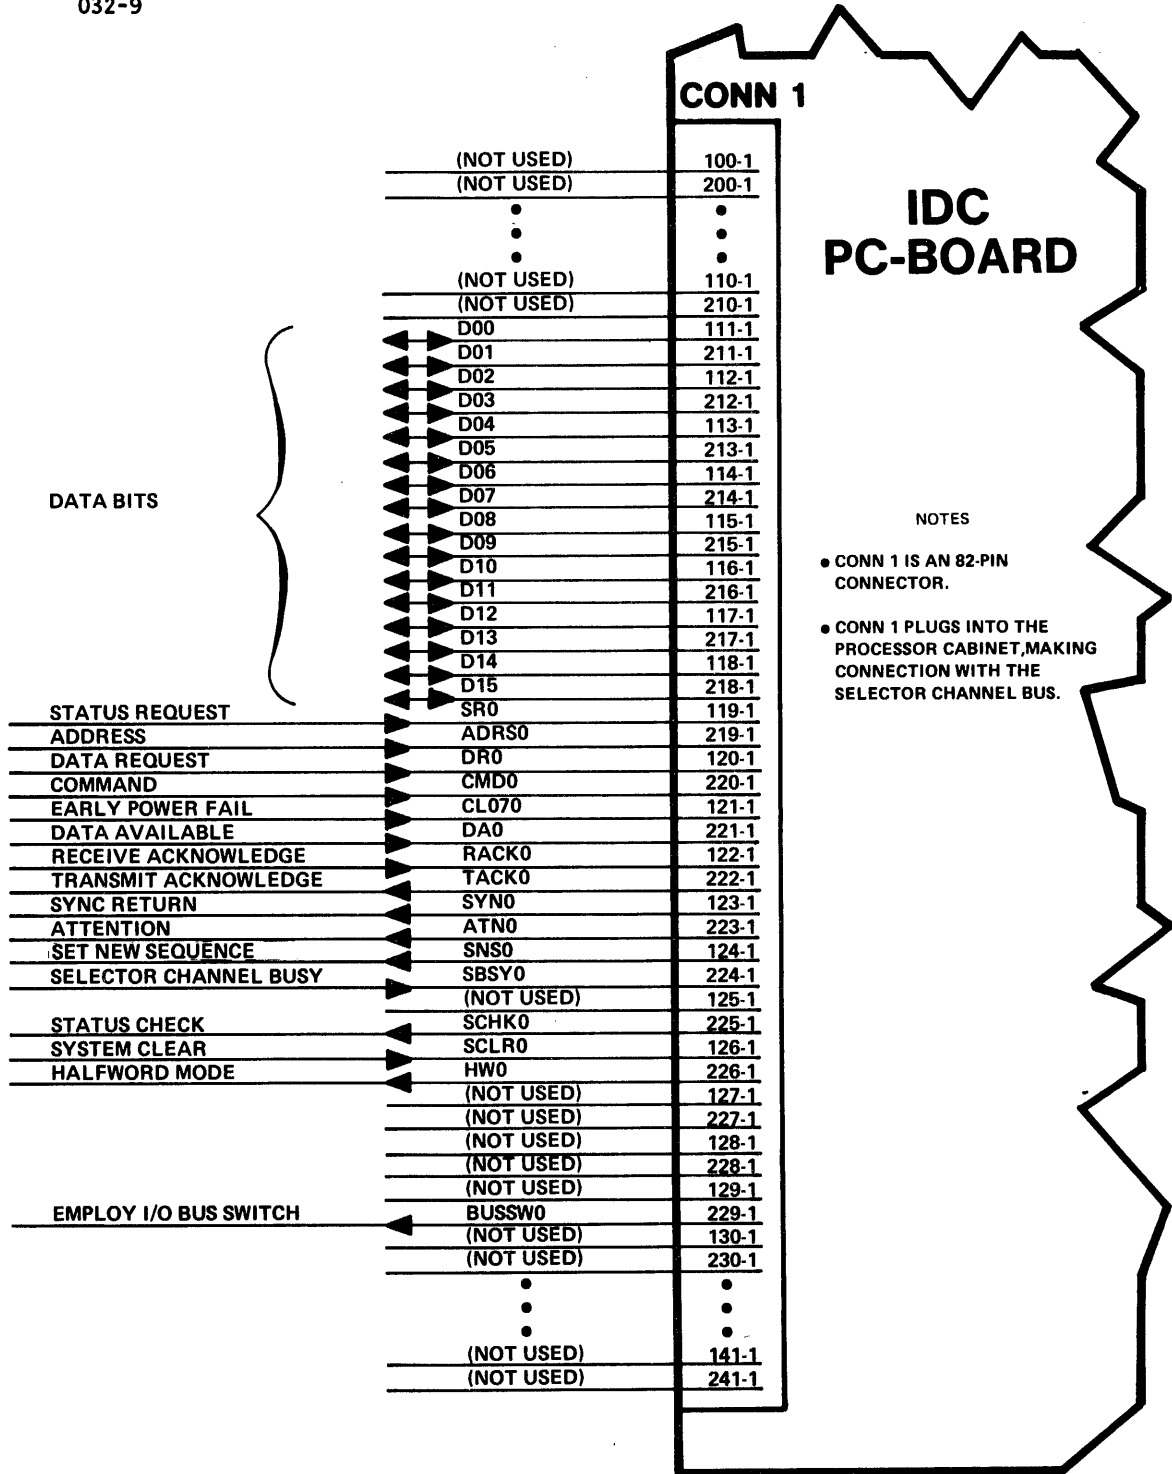 032-9
CONN 1
IDC
PC-BOARD
(NOT USED) 100-1
(NOT USED) 200-1
(NOT USED) 110-1
(NOT USED) 210-1
DATA BITS
D00 111-1
D01 211-1
D02 112-1
D03 212-1
D04 113-1
D05 213-1
D06 114-1
D07 214-1
D08 115-1
D09 215-1
D10 116-1
D11 216-1
D12 117-1
D13 217-1
D14 118-1
D15 218-1
STATUS REQUEST SR0 119-1
ADDRESS ADRS0 219-1
DATA REQUEST DR0 120-1
COMMAND CMD0 220-1
EARLY POWER FAIL CL070 121-1
DATA AVAILABLE DA0 221-1
RECEIVE ACKNOWLEDGE RACK0 122-1
TRANSMIT ACKNOWLEDGE TACK0 222-1
SYNC RETURN SYN0 123-1
ATTENTION ATN0 223-1
SET NEW SEQUENCE SNS0 124-1
SELECTOR CHANNEL BUSY SBSY0 224-1
(NOT USED) 125-1
STATUS CHECK SCHK0 225-1
SYSTEM CLEAR SCLR0 126-1
HALFWORD MODE HW0 226-1
(NOT USED) 127-1
(NOT USED) 227-1
(NOT USED) 128-1
(NOT USED) 228-1
(NOT USED) 129-1
EMPLOY I/O BUS SWITCH BUSSW0 229-1
(NOT USED) 130-1
(NOT USED) 230-1
(NOT USED) 141-1
(NOT USED) 241-1
NOTES
● CONN 1 IS AN 82-PIN
CONNECTOR.
● CONN 1 PLUGS INTO THE
PROCESSOR CABINET,MAKING
CONNECTION WITH THE
SELECTOR CHANNEL BUS.